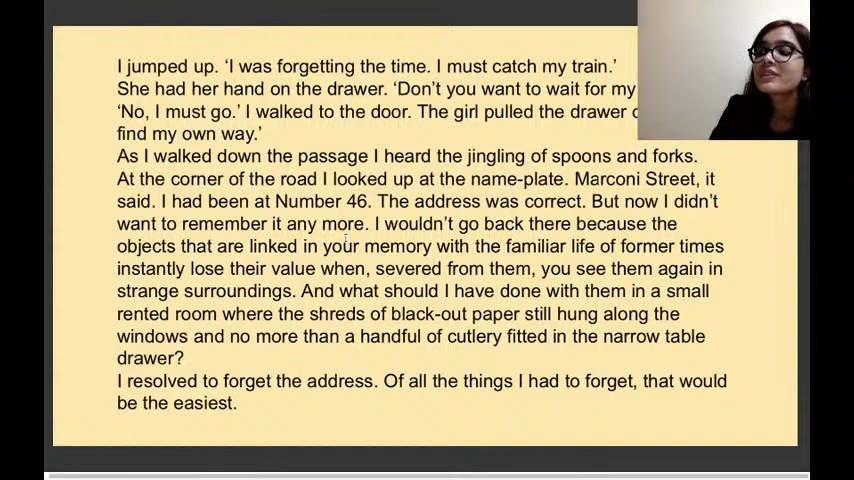 I jumped up. ‘I was forgetting the time. I must catch my train.’
She had her hand on the drawer. ‘Don’t you want to wait for my
‘No, I must go.’ I walked to the door. The girl pulled the drawer
find my own way.’
As I walked down the passage I heard the jingling of spoons and forks.
At the corner of the road I looked up at the name-plate. Marconi Street, it
said. I had been at Number 46. The address was correct. But now I didn’t
want to remember it any more. I wouldn’t go back there because the
objects that are linked in your memory with the familiar life of former times
instantly lose their value when, severed from them, you see them again in
strange surroundings. And what should I have done with them in a small
rented room where the shreds of black-out paper still hung along the
windows and no more than a handful of cutlery fitted in the narrow table
drawer?
I resolved to forget the address. Of all the things I had to forget, that would
be the easiest.